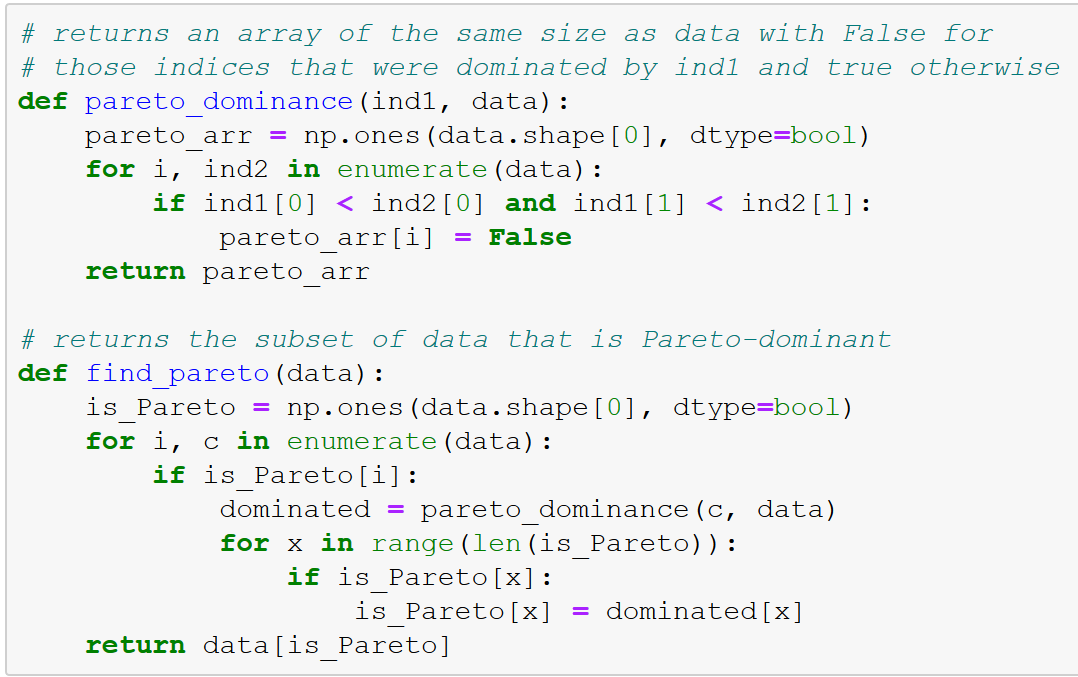 # returns an array of the same size as data with False for
# those indices that were dominated by ind1 and true otherwise
def pareto_dominance(ind1, data):
    pareto_arr = np.ones(data.shape[0], dtype=bool)
    for i, ind2 in enumerate(data):
        if ind1[0] < ind2[0] and ind1[1] < ind2[1]:
            pareto_arr[i] = False
    return pareto_arr

# returns the subset of data that is Pareto-dominant
def find_pareto(data):
    is_Pareto = np.ones(data.shape[0], dtype=bool)
    for i, c in enumerate(data):
        if is_Pareto[i]:
            dominated = pareto_dominance(c, data)
            for x in range(len(is_Pareto)):
                if is_Pareto[x]:
                    is_Pareto[x] = dominated[x]
    return data[is_Pareto]